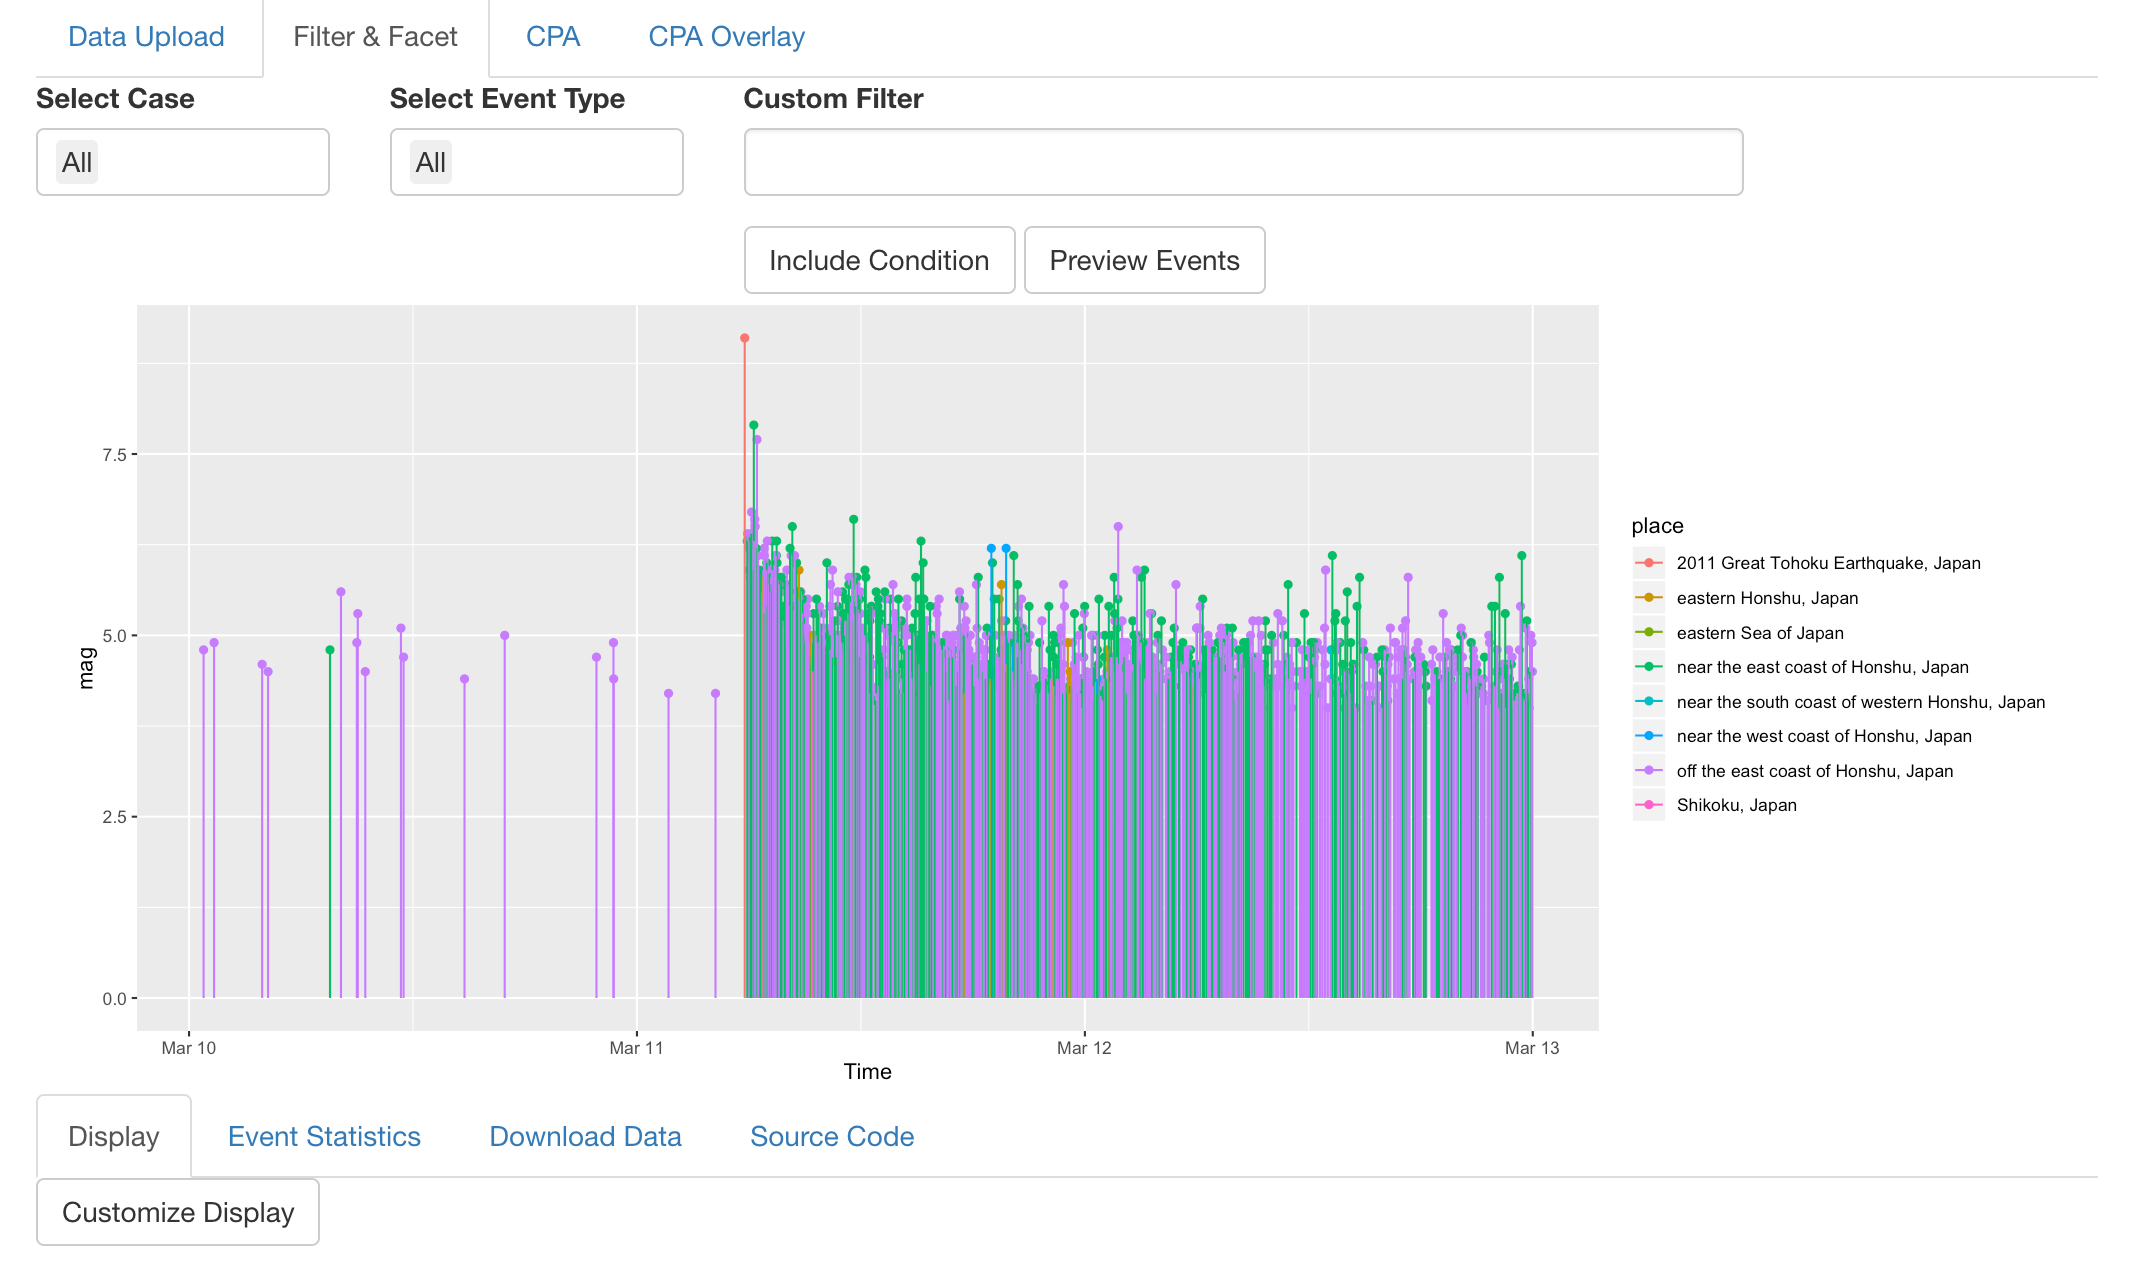 Data Upload Filter & Facet CPA CPA Overlay
Select Case Select Event Type Custom Filter
All All
Include Condition Preview Events
7.5
5.0
2.5
0.0
mag
Mar 10 Mar 11 Mar 12 Mar 13
Time
place
2011 Great Tohoku Earthquake, Japan
eastern Honshu, Japan
eastern Sea of Japan
near the east coast of Honshu, Japan
near the south coast of western Honshu, Japan
near the west coast of Honshu, Japan
off the east coast of Honshu, Japan
Shikoku, Japan
Display Event Statistics Download Data Source Code
Customize Display